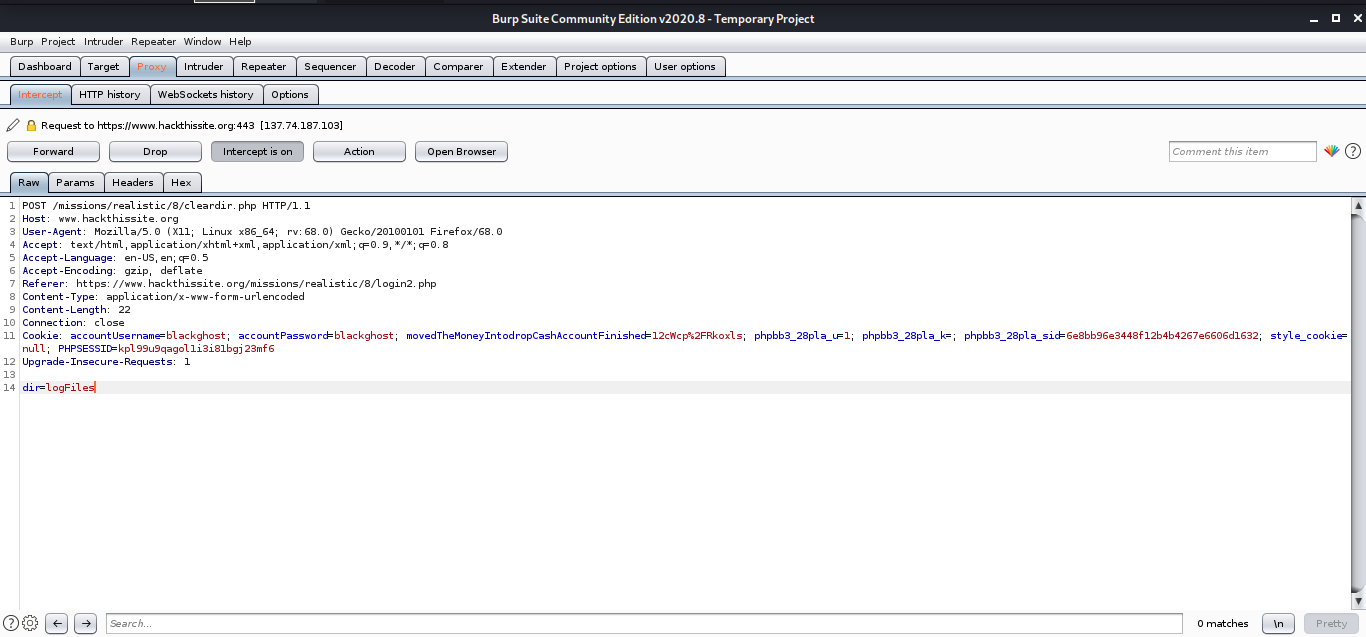 Burp Suite Community Edition v2020.8 - Temporary Project
Burp Project Intruder Repeater Window Help
Dashboard Target Proxy Intruder Repeater Sequencer Decoder Comparer Extender Project options User options
Intercept HTTP history WebSockets history Options
Request to https://www.hackthissite.org:443 [137.74.187.103]
Forward Drop Intercept is on Action Open Browser Comment this item ?
Raw Params Headers Hex
1 POST /missions/realistic/8/cleardir.php HTTP/1.1
2 Host: www.hackthissite.org
3 User-Agent: Mozilla/5.0 (X11; Linux x86_64; rv:68.0) Gecko/20100101 Firefox/68.0
4 Accept: text/html,application/xhtml+xml,application/xml;q=0.9,*/*;q=0.8
5 Accept-Language: en-US,en;q=0.5
6 Accept-Encoding: gzip, deflate
7 Referer: https://www.hackthissite.org/missions/realistic/8/login2.php
8 Content-Type: application/x-www-form-urlencoded
9 Content-Length: 22
10 Connection: close
11 Cookie: accountUsername=blackghost; accountPassword=blackghost; movedTheMoneyIntodropCashAccountFinished=12cWcp%2FRkoxls; phpbb3_28pla_u=1; phpbb3_28pla_k=; phpbb3_28pla_sid=6e8bb96e3448f12b4b4267e6606d1632; style_cookie=
null; PHPSESSID=kpl99u9qagol1i3i81bgj23mf6
12 Upgrade-Insecure-Requests: 1
13
14 dir=logFiles
? ← → Search... 0 matches \n Pretty